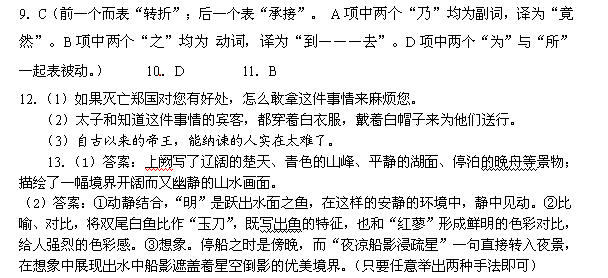 9. C（前一个而表“转折”；后一个表“承接”。 A项中两个“乃”均为副词，译为“竟
然”。B项中两个“之”均为 动词，译为“到———去”。D项中两个“为”与“所”
一起表被动。） 10. D 11. B
12.（1）如果灭亡郑国对您有好处，怎么敢拿这件事情来麻烦您。
（2）太子和知道这件事情的宾客，都穿着白衣服，戴着白帽子来为他们送行。
（3）自古以来的帝王，能纳谏的人实在太难了。
13.（1）答案：上阕写了辽阔的楚天、青色的山峰、平静的湖面、停泊的晚舟等景物；
描绘了一幅境界开阔而又幽静的山水画面。
（2）答案：①动静结合，“明”是跃出水面之鱼，在这样的安静的环境中，静中见动。②比
喻、对比，将双尾白鱼比作“玉刀”，既写出鱼的特征，也和“红蓼”形成鲜明的色彩对比，
给人强烈的色彩感。③想象。停船之时是傍晚，而“夜凉船影浸疏星”一句直接转入夜景，
在想象中展现出水中船影遮盖着星空倒影的优美境界。（只要任意举出两种手法即可）